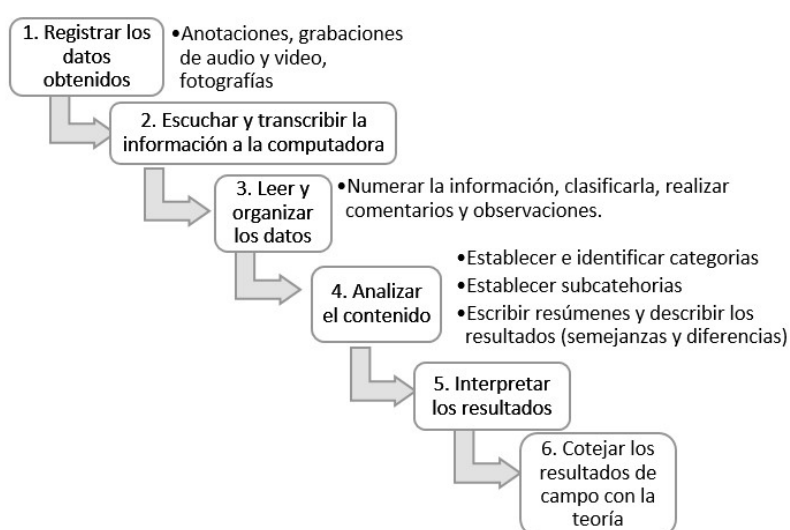 1. Registrar los
datos
obtenidos
•Anotaciones, grabaciones
de audio y video,
fotografías
2. Escuchar y transcribir la
información a la computadora
3. Leer y
organizar
los datos
•Numerar la información, clasificarla, realizar
comentarios y observaciones.
4. Analizar
el contenido
•Establecer e identificar categorias
•Establecer subcatehorias
•Escribir resúmenes y describir los
resultados (semejanzas y diferencias)
5. Interpretar
los resultados
6. Cotejar los
resultados de
campo con la
teoría